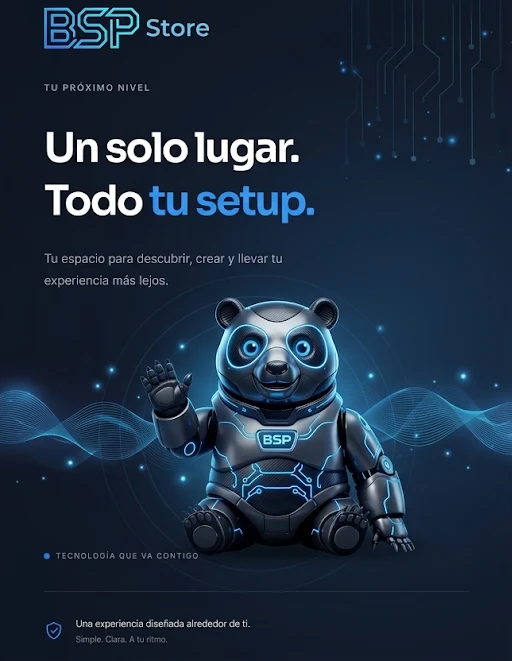 BSP Store
TU PRÓXIMO NIVEL
Un solo lugar.
Todo tu setup.
Tu espacio para descubrir, crear y llevar tu
experiencia más lejos.
BSP
TECNOLOGÍA QUE VA CONTIGO
Una experiencia diseñada alrededor de ti.
Simple. Clara. A tu ritmo.